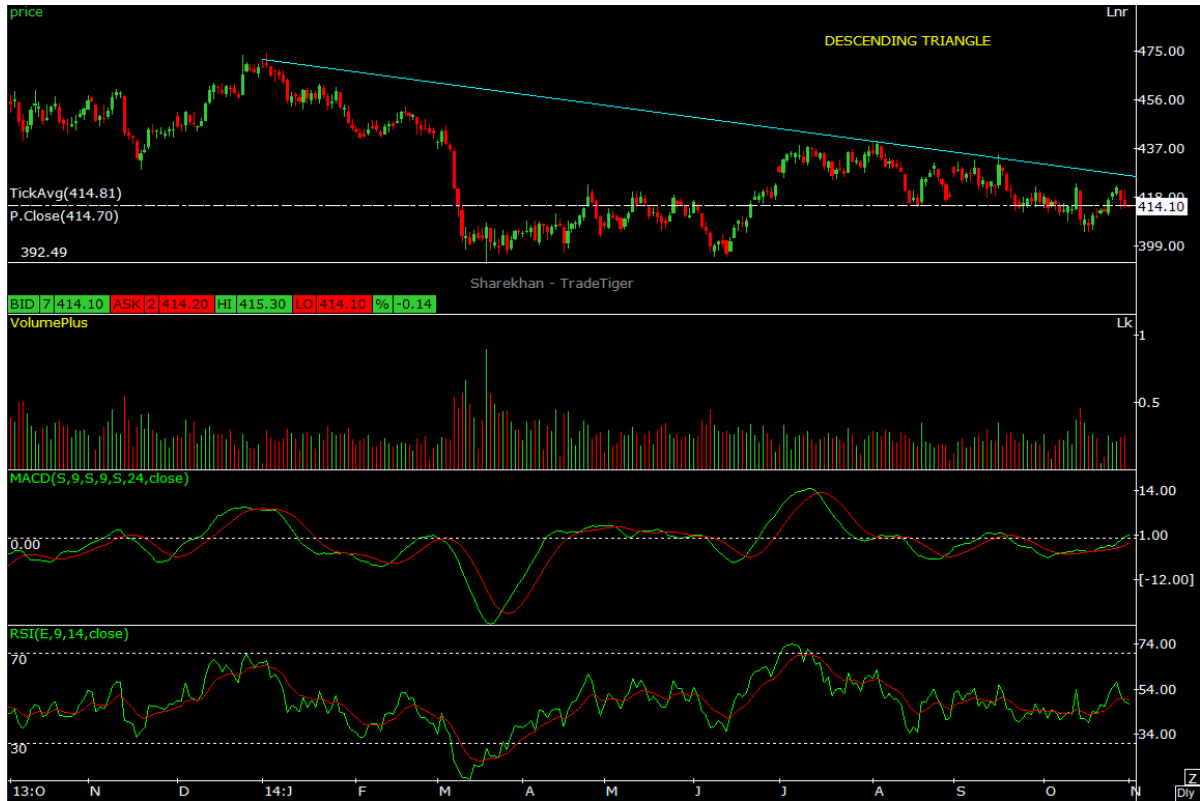 price
Lnr
DESCENDING TRIANGLE
475.00
456.00
437.00
TickAvg(414.81)
418.00
P.Close(414.70)
414.10
399.00
392.49
Sharekhan - TradeTiger
BID 7 414.10 ASK 2 414.20 HI 415.30 LO 414.10 % -0.14
VolumePlus
Lk
1
0.5
MACD(S,9,S,9,S,24,close)
14.00
0.00
1.00
[-12.00]
RSI(E,9,14,close)
74.00
70
54.00
34.00
30
13:O N D 14:J F M A M J J A S O N
Z
Dly